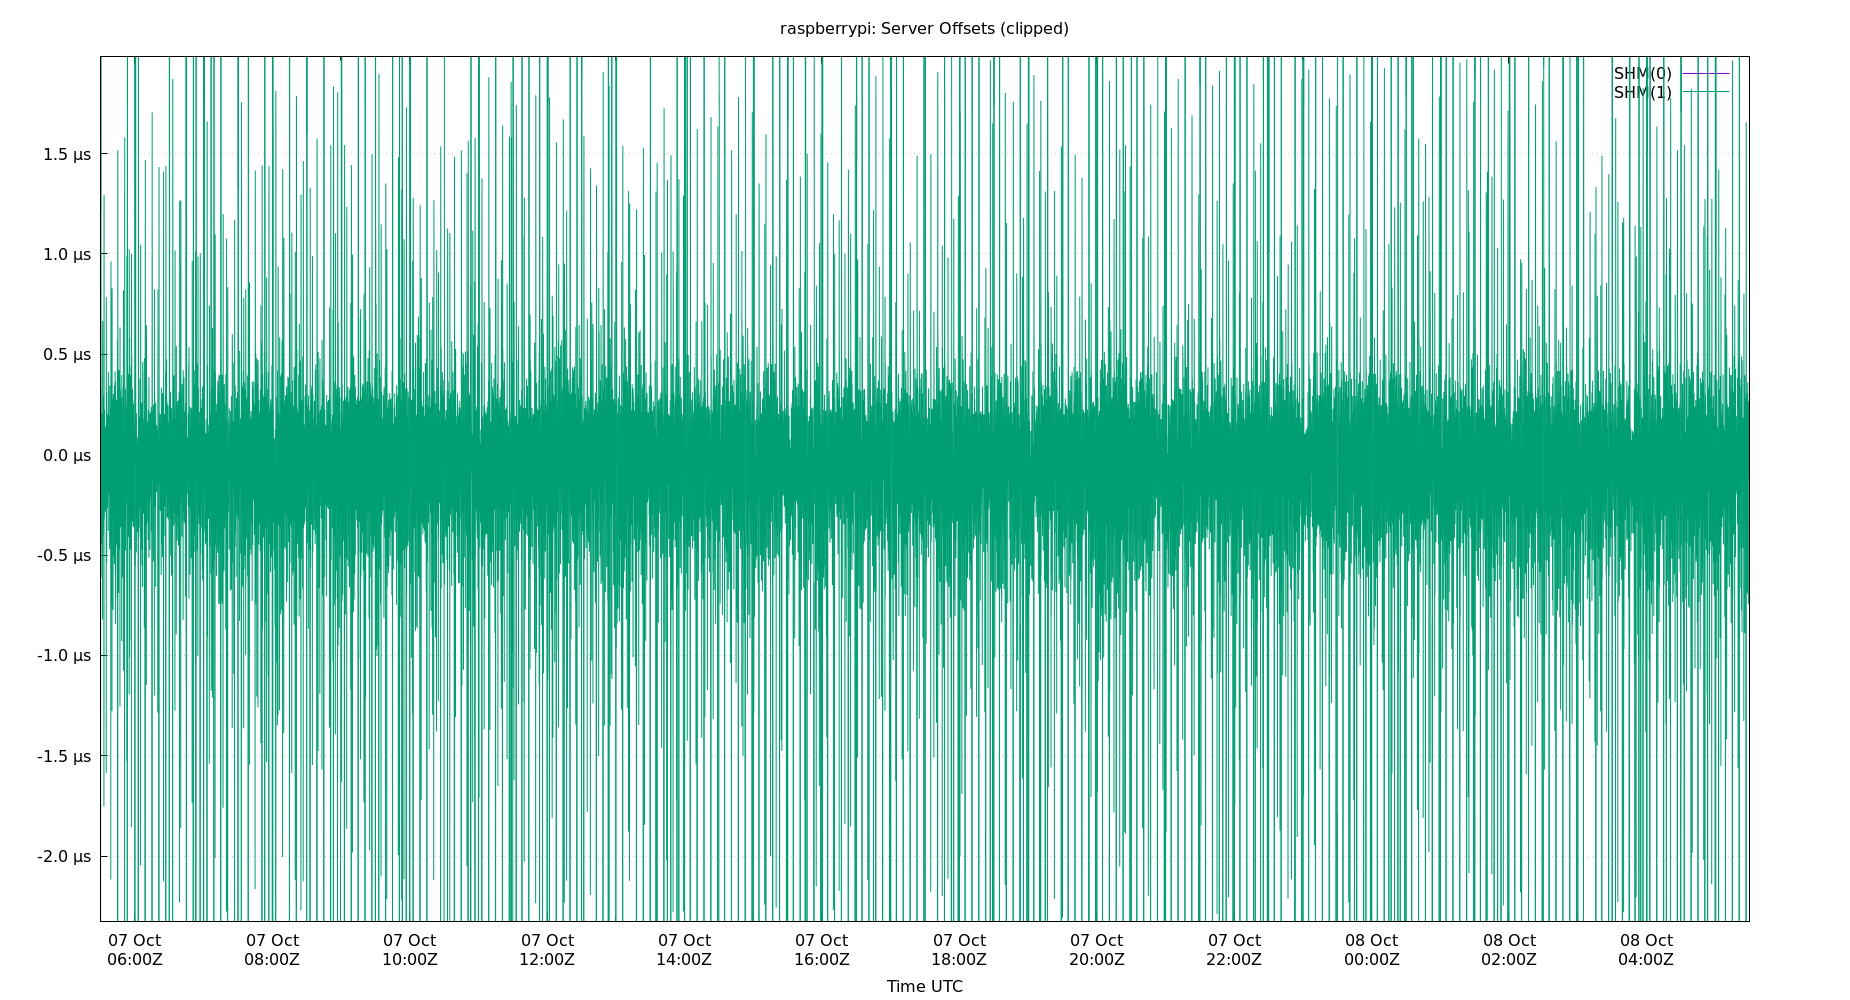 raspberrypi: Server Offsets (clipped)
SHM(0)
SHM(1)
1.5 µs
1.0 µs
0.5 µs
0.0 µs
-0.5 µs
-1.0 µs
-1.5 µs
-2.0 µs
07 Oct 07 Oct 07 Oct 07 Oct 07 Oct 07 Oct 07 Oct 07 Oct 07 Oct 08 Oct 08 Oct 08 Oct
06:00Z 08:00Z 10:00Z 12:00Z 14:00Z 16:00Z 18:00Z 20:00Z 22:00Z 00:00Z 02:00Z 04:00Z
Time UTC